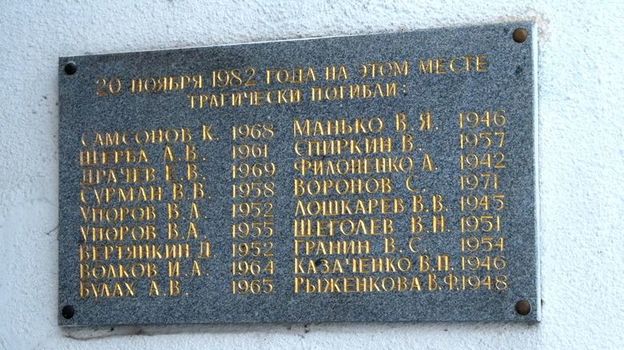 20 НОЯБРЯ 1982 ГОДА НА ЭТОМ МЕСТЕ
ТРАГИЧЕСКИ ПОГИБЛИ:
САМСОНОВ К. 1968
ЩЕРБА А.В. 1961
ДРАЧЕВ Е.В. 1969
СУРМАН В.В. 1958
УПОРОВ В.А. 1952
УПОРОВ В.А. 1955
ВЕРТЯНКИН Д. 1952
ВОЛКОВ И.А. 1964
БУЛАХ А.В. 1965
МАНЬКО В.Я. 1946
СПИРКИН В. 1957
ФИЛОНЕНКО А. 1942
ВОРОНОВ С. 1971
ЛОШКАРЕВ В.В. 1945
ЩЕГОЛЕВ В.Н. 1951
ГРАНИН В.С. 1954
КАЗАЧЕНКО В.П. 1946
РЫЖЕНКОВА В.Ф. 1948